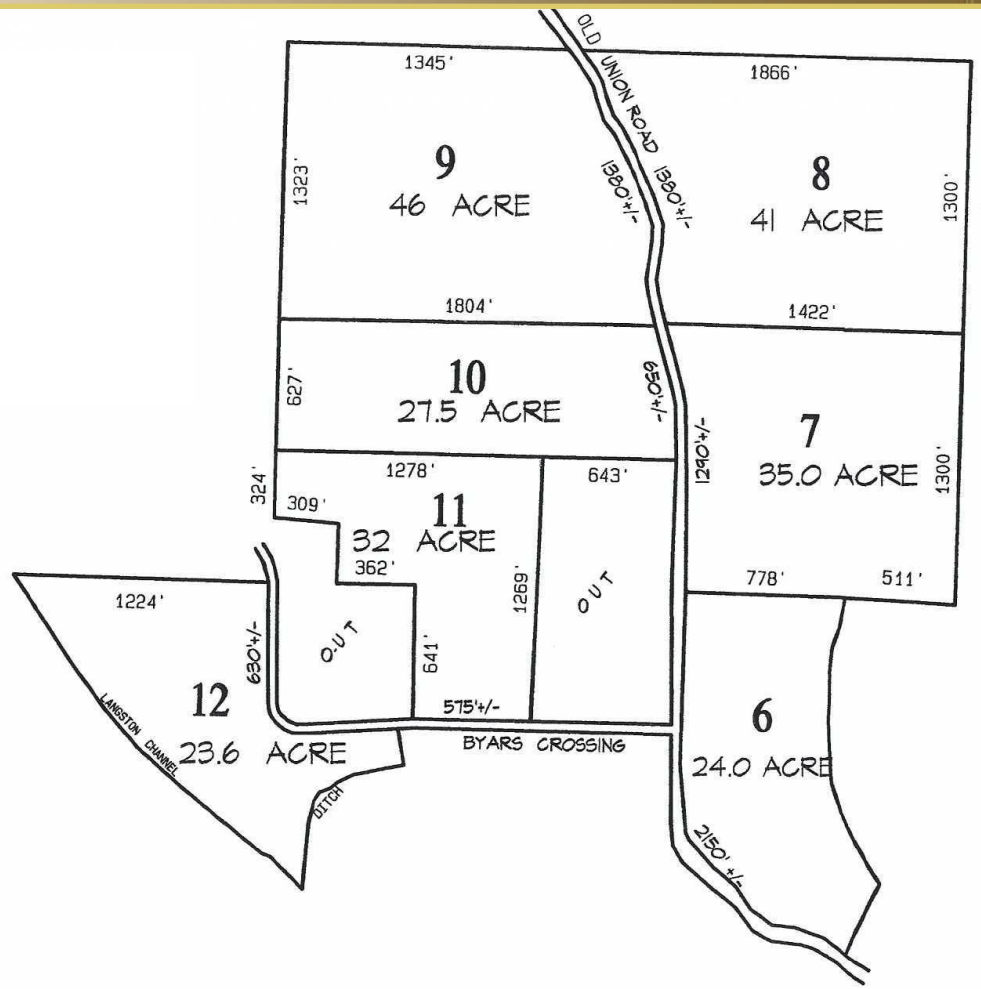 OLD UNION ROAD
1345'
1866'
1323'
9
46 ACRE
1380'+/-
1380'+/-
8
41 ACRE
1300'
1804'
1422'
627'
10
27.5 ACRE
650'+/-
1290'+/-
7
35.0 ACRE
1300'
324'
1278'
643'
309'
11
32 ACRE
362'
1269'
OUT
778'
511'
1224'
630'+/-
OUT
641'
575'+/-
12
23.6 ACRE
LANGSTON CHANNEL
DITCH
BYARS CROSSING
6
24.0 ACRE
2150' +/-